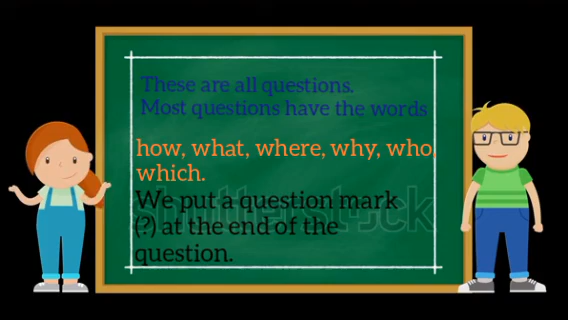 These are all questions.
Most questions have the words
how, what, where, why, who,
which.
We put a question mark
(?) at the end of the
question.
shutterstock